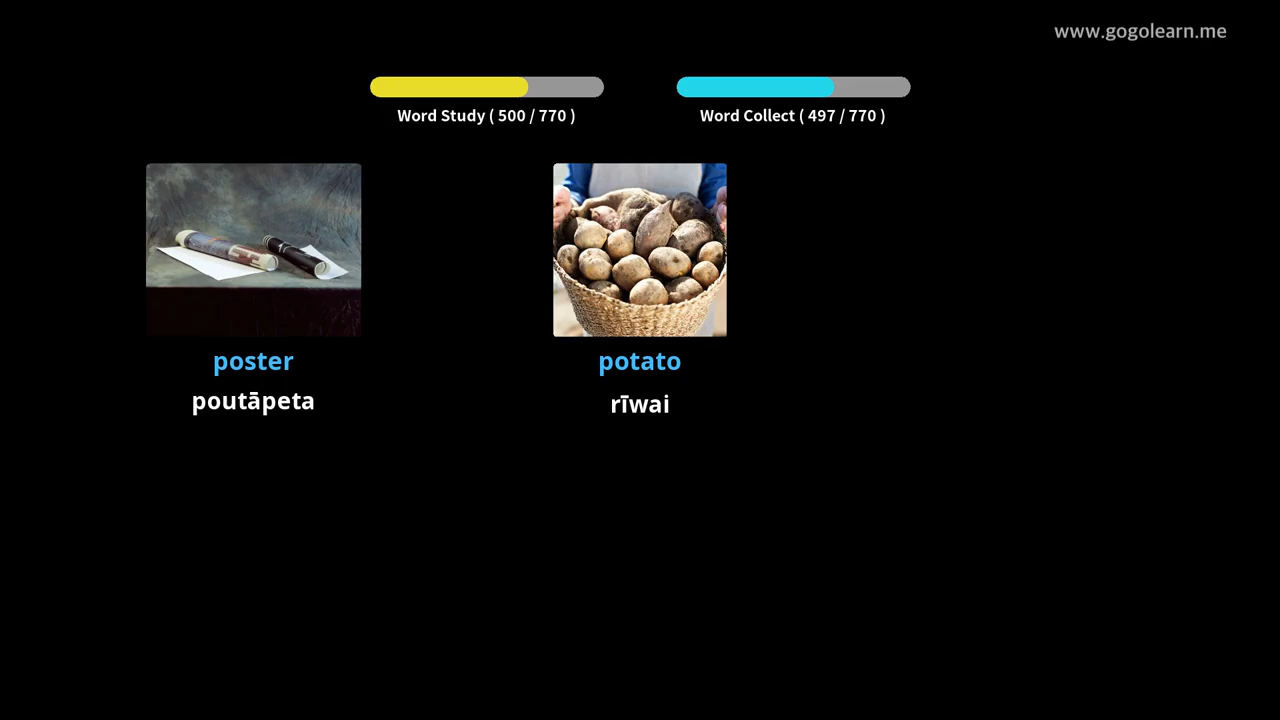 www.gogolearn.me
Word Study ( 500 / 770 )
Word Collect ( 497 / 770 )
poster
poutāpeta
potato
rīwai